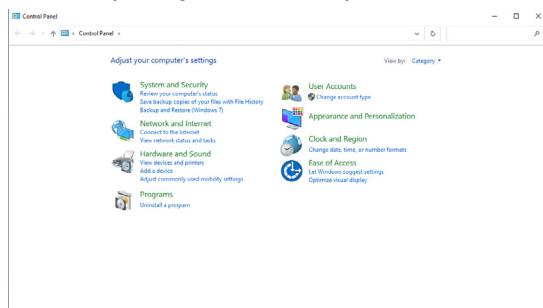 Control Panel
Control Panel
Adjust your computer's settings
View by: Category
System and Security
Review your computer's status
Save backup copies of your files with File History
Backup and Restore (Windows 7)
Network and Internet
Connect to the Internet
View network status and tasks
Hardware and Sound
View devices and printers
Add a device
Adjust commonly used mobility settings
Programs
Uninstall a program
User Accounts
Change account type
Appearance and Personalization
Clock and Region
Change date, time, or number formats
Ease of Access
Let Windows suggest settings
Optimize visual display